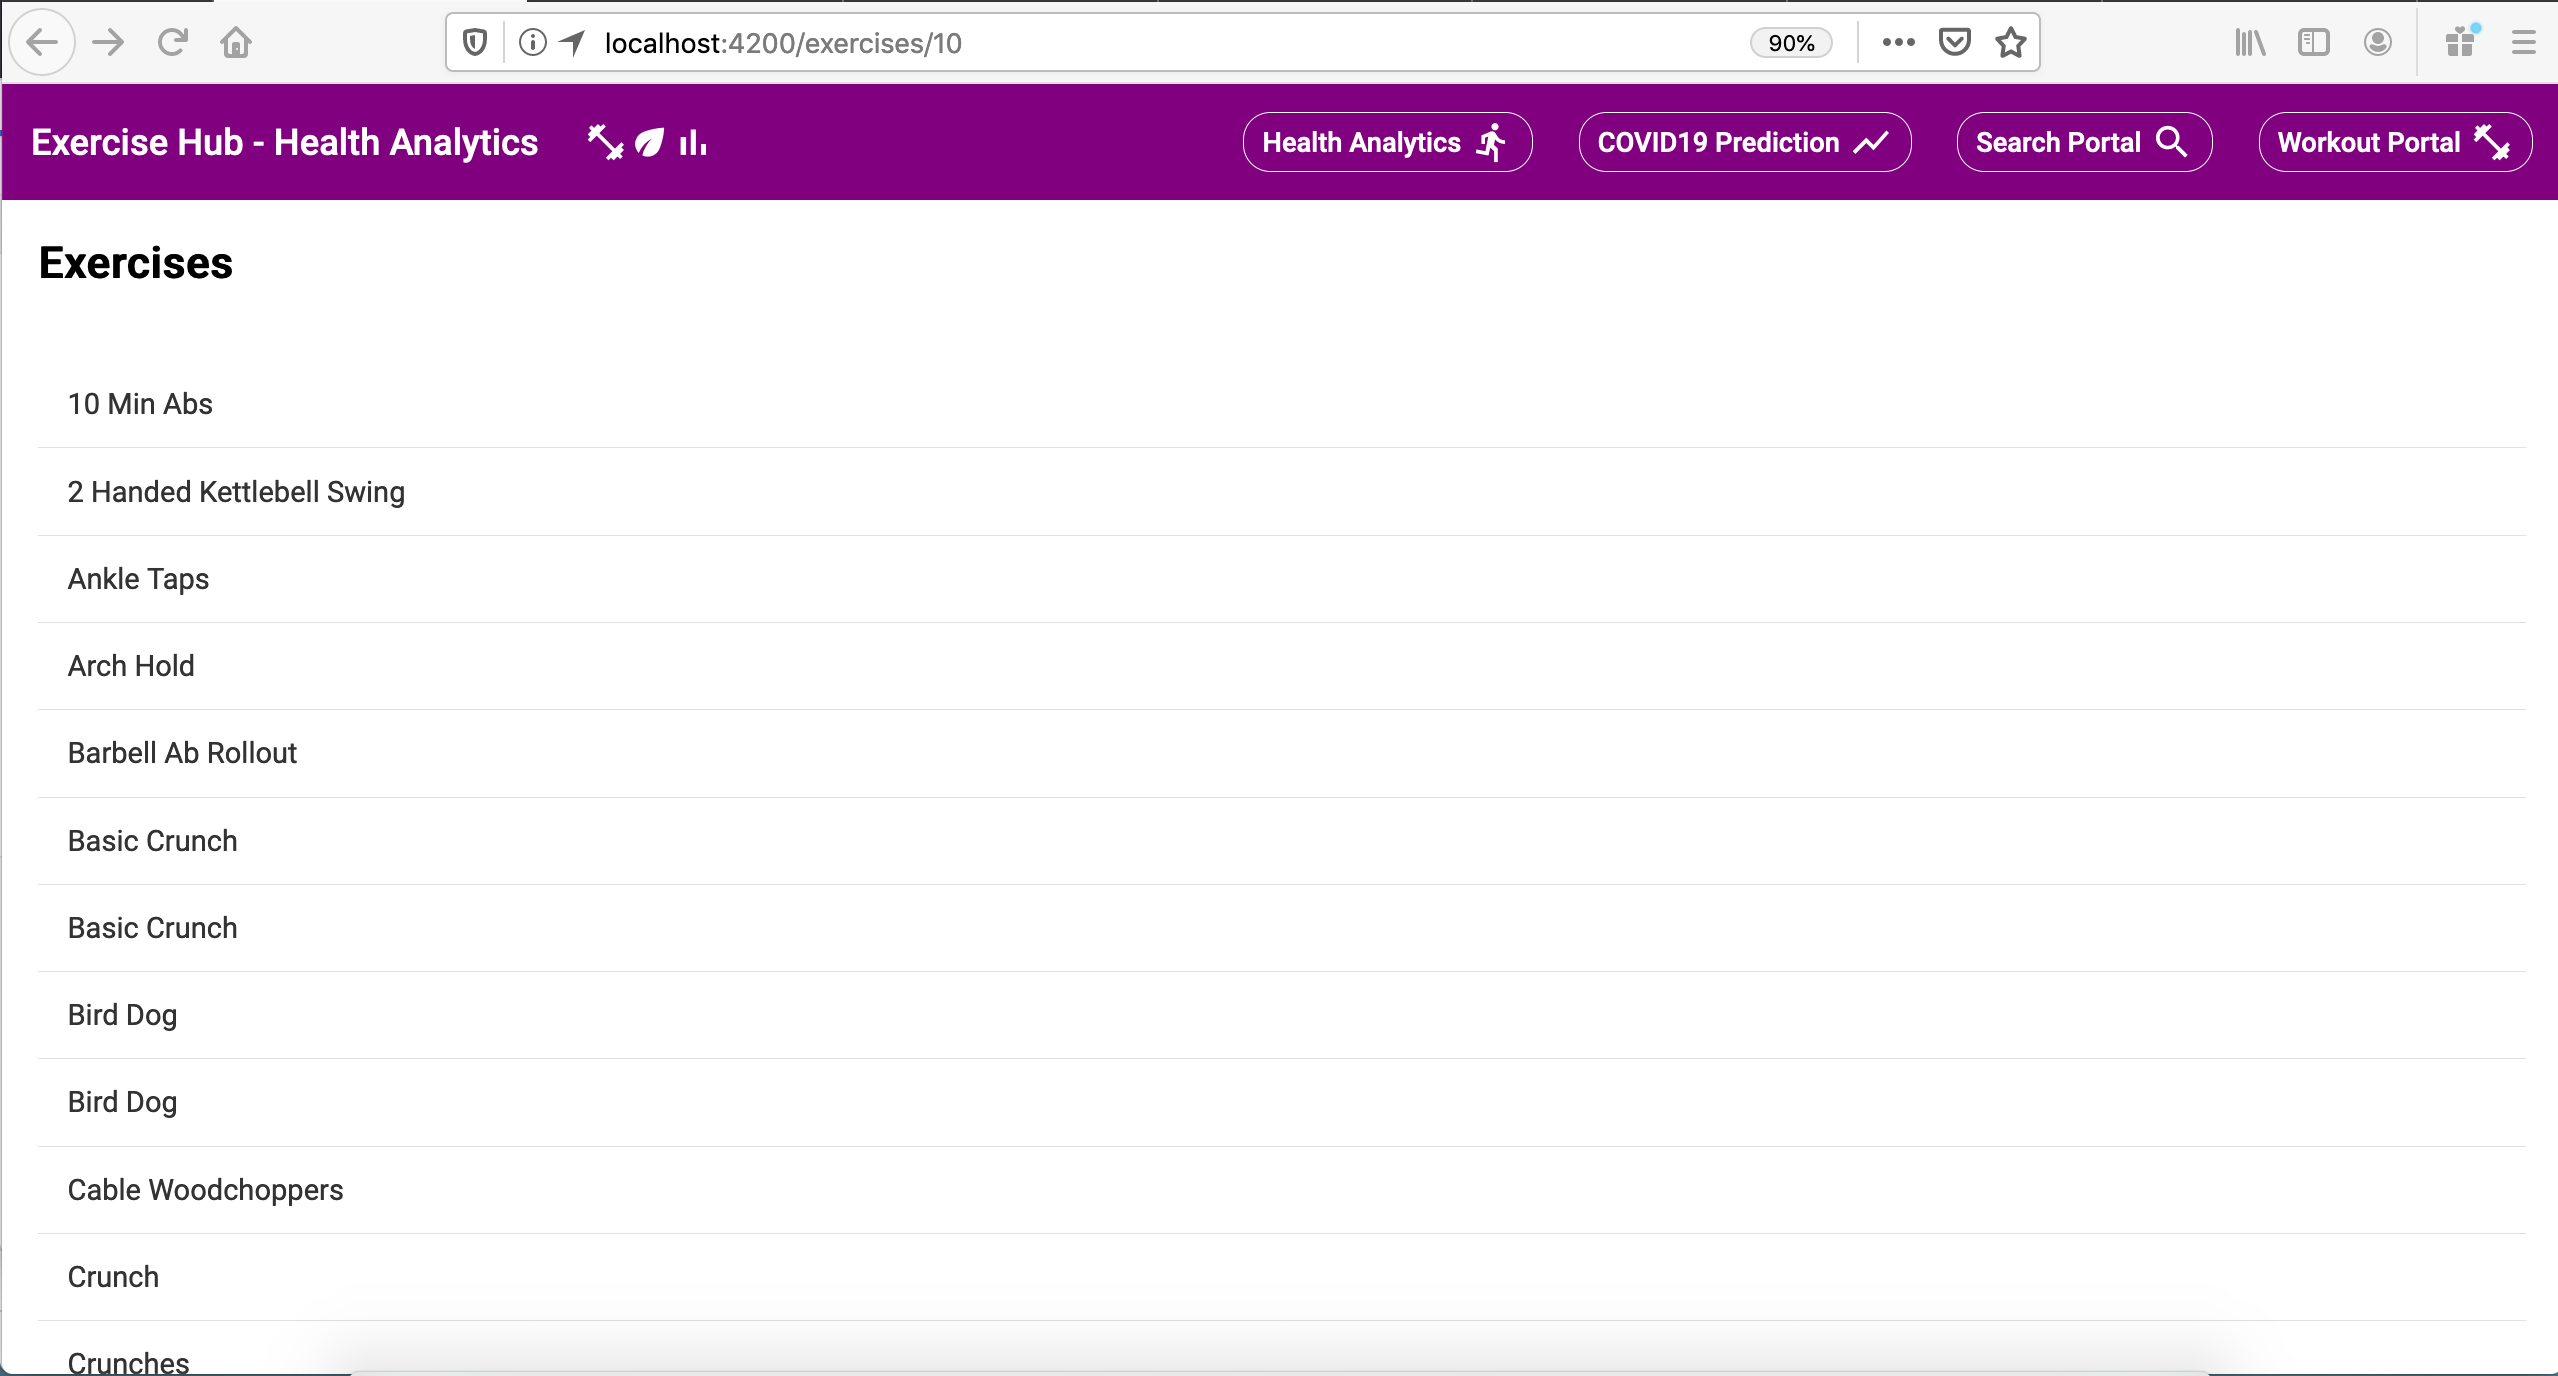 localhost:4200/exercises/10
90%
Exercise Hub - Health Analytics
Health Analytics
COVID19 Prediction
Search Portal
Workout Portal
Exercises
10 Min Abs
2 Handed Kettlebell Swing
Ankle Taps
Arch Hold
Barbell Ab Rollout
Basic Crunch
Basic Crunch
Bird Dog
Bird Dog
Cable Woodchoppers
Crunch
Crunches